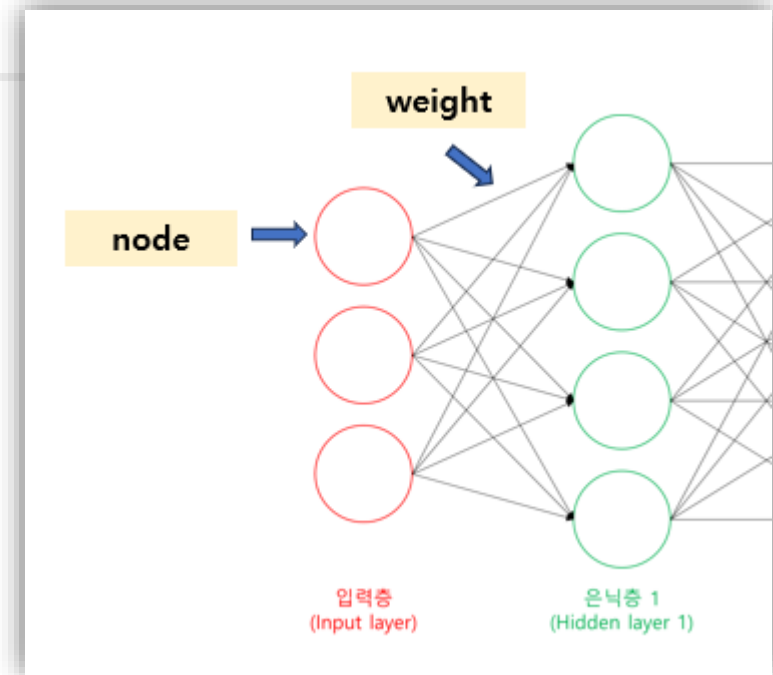 weight
node
입력층
(Input layer)
은닉층 1
(Hidden layer 1)